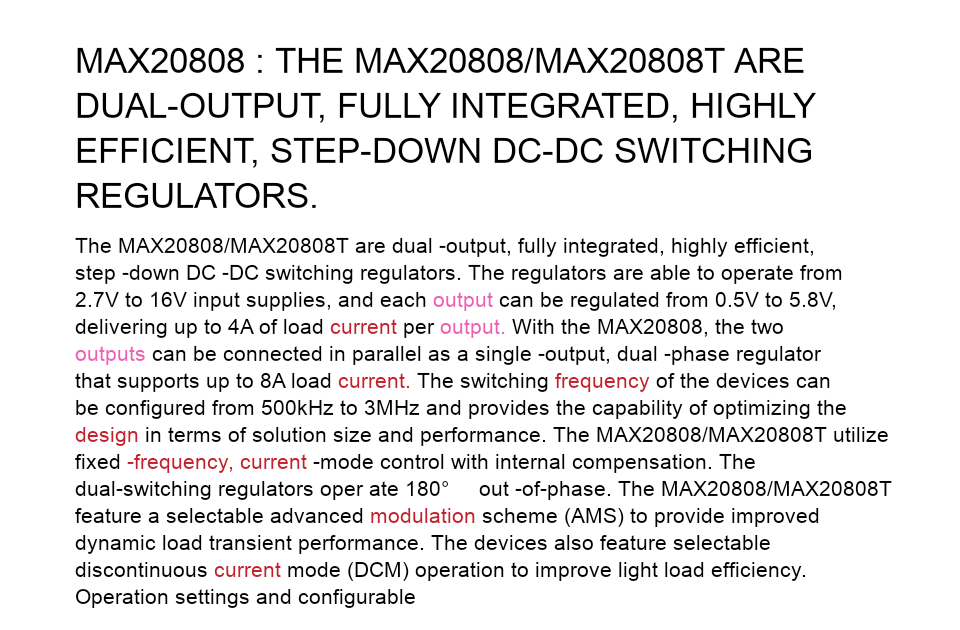 MAX20808 : THE MAX20808/MAX20808T ARE
DUAL-OUTPUT, FULLY INTEGRATED, HIGHLY
EFFICIENT, STEP-DOWN DC-DC SWITCHING
REGULATORS.
The MAX20808/MAX20808T are dual -output, fully integrated, highly efficient,
step -down DC -DC switching regulators. The regulators are able to operate from
2.7V to 16V input supplies, and each output can be regulated from 0.5V to 5.8V,
delivering up to 4A of load current per output. With the MAX20808, the two
outputs can be connected in parallel as a single -output, dual -phase regulator
that supports up to 8A load current. The switching frequency of the devices can
be configured from 500kHz to 3MHz and provides the capability of optimizing the
design in terms of solution size and performance. The MAX20808/MAX20808T utilize
fixed -frequency, current -mode control with internal compensation. The
dual-switching regulators oper ate 180° out -of-phase. The MAX20808/MAX20808T
feature a selectable advanced modulation scheme (AMS) to provide improved
dynamic load transient performance. The devices also feature selectable
discontinuous current mode (DCM) operation to improve light load efficiency.
Operation settings and configurable